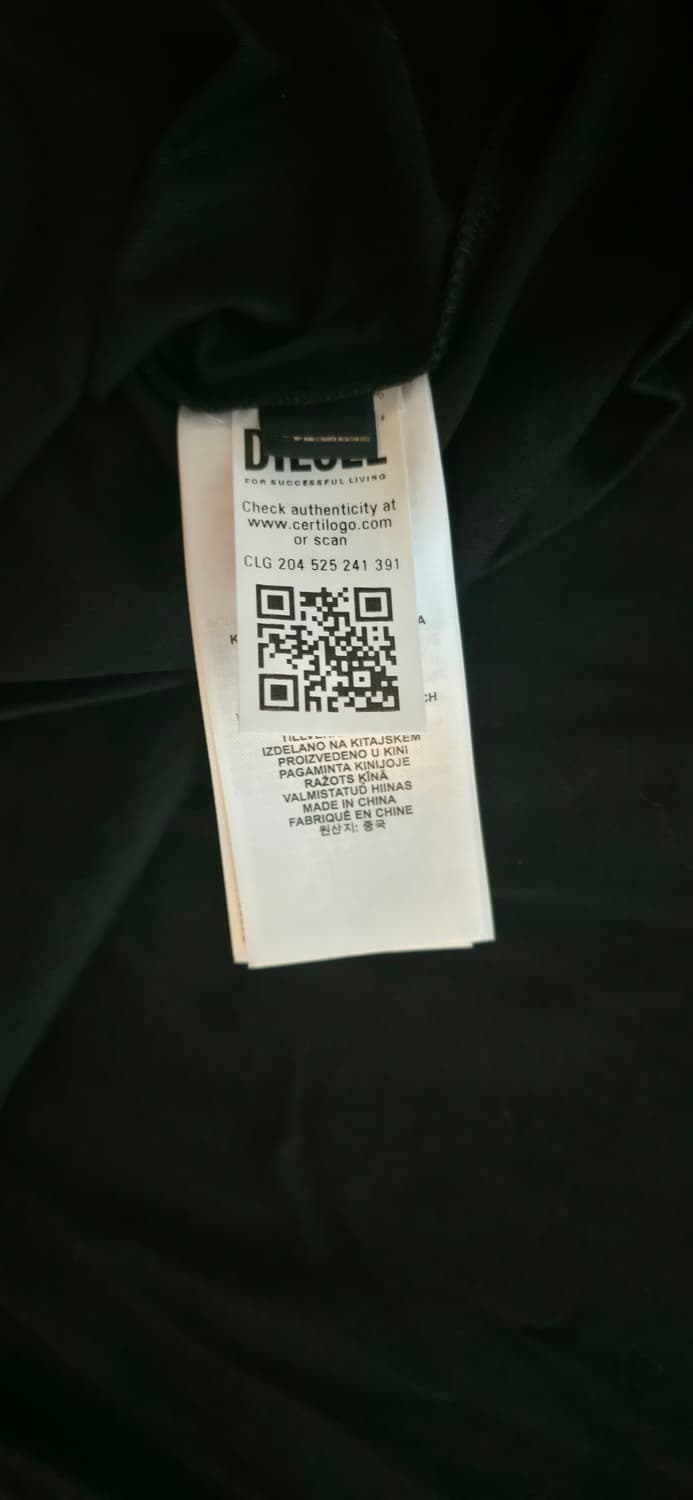 DIESEL
FOR SUCCESSFUL LIVING
Check authenticity at
www.certilogo.com
or scan
CLG 204 525 241 391
IZDELANO NA KITAJSKEM
PROIZVEDENO U KINI
PAGAMINTA KINIJOJE
RAŽOTS ĶĪNĀ
VALMISTATUD HIINAS
MADE IN CHINA
FABRIQUÉ EN CHINE
원산지: 중국